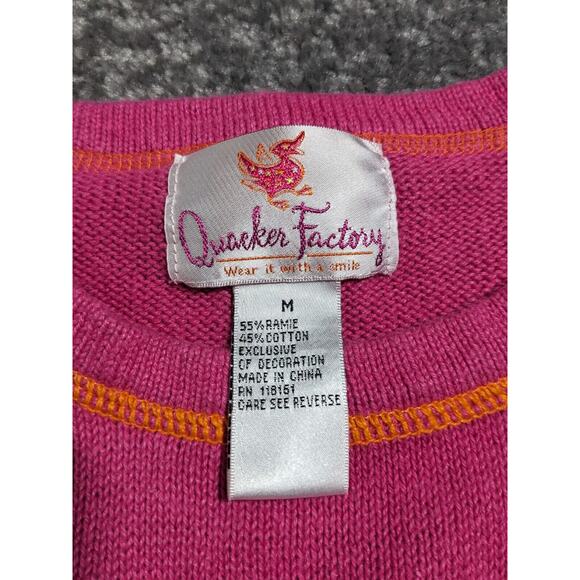 Quacker Factory
Wear it with a smile
M
55%RAMIE
45%COTTON
EXCLUSIVE
OF DECORATION
MADE IN CHINA
RN 118161
CARE SEE REVERSE